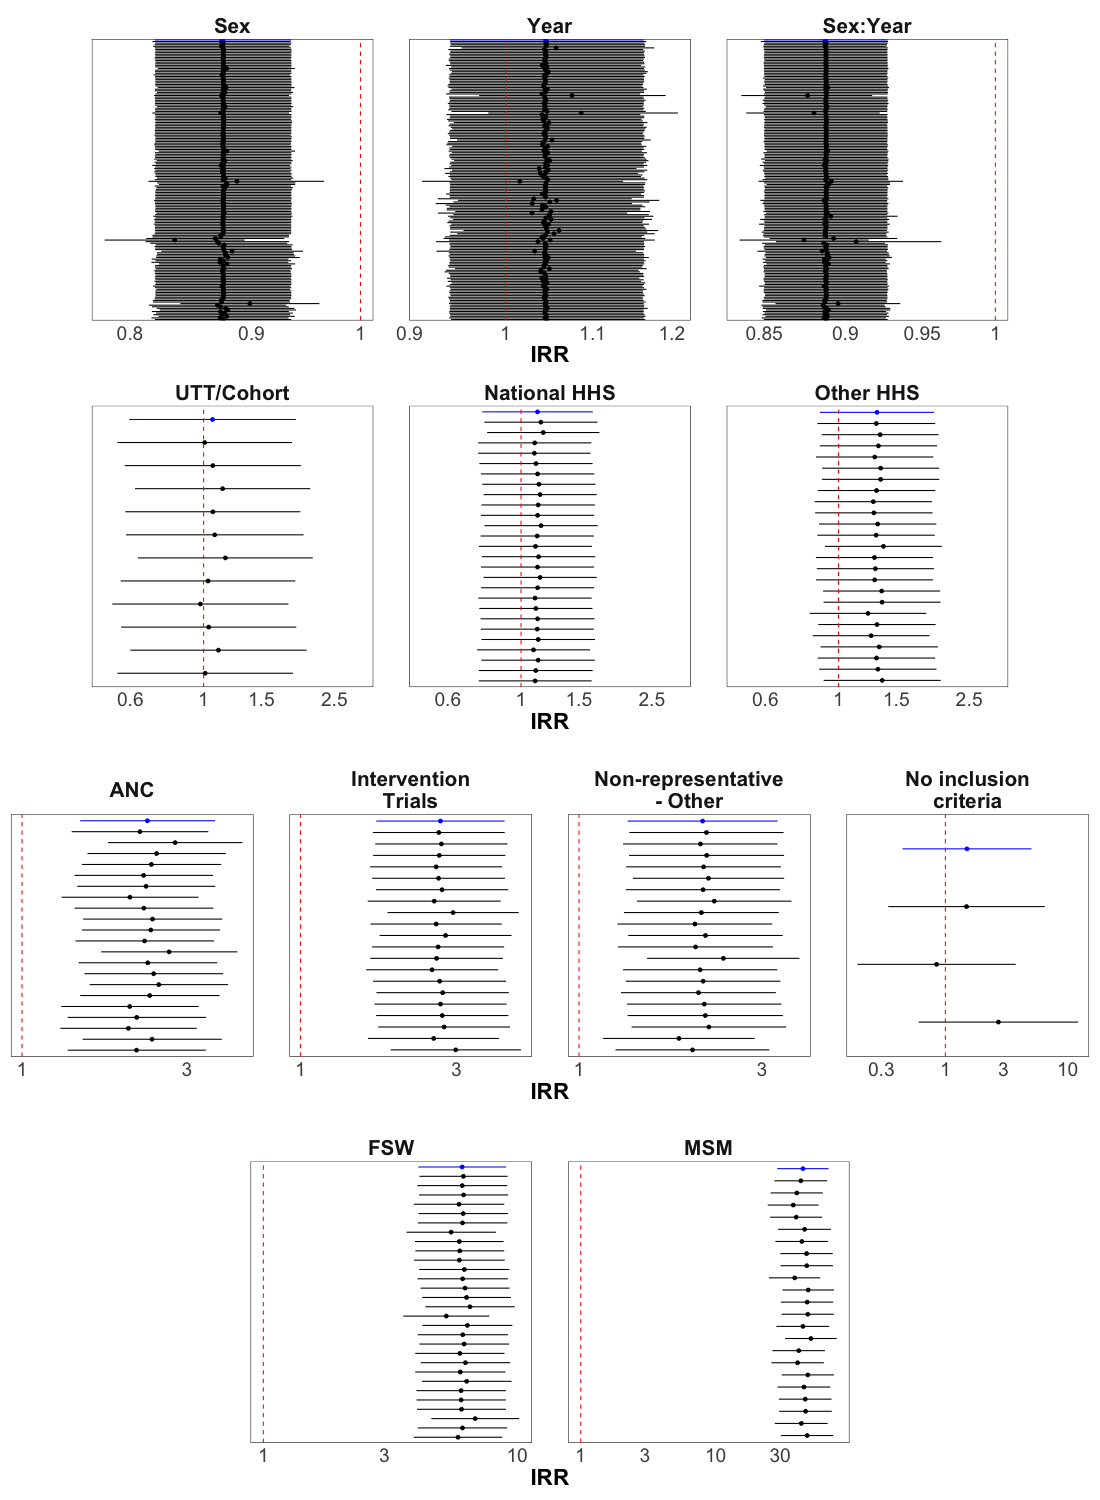 Sex Year Sex:Year
0.8 0.9 1 0.9 1 1.1 1.2 0.85 0.9 0.95 1
IRR
UTT/Cohort National HHS Other HHS
0.6 1 1.5 2.5 0.6 1 1.5 2.5 0.6 1 1.5 2.5
IRR
ANC Intervention Trials Non-representative - Other No inclusion criteria
1 3 1 3 1 3 0.3 1 3 10
IRR
FSW MSM
1 3 10 1 3 10 30
IRR